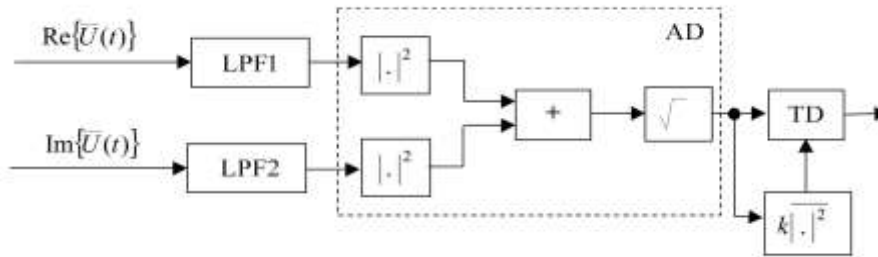 Re{U̅(t)}
LPF1
|.|²
AD
+
√
TD
Im{U̅(t)}
LPF2
|.|²
k|.|²̅